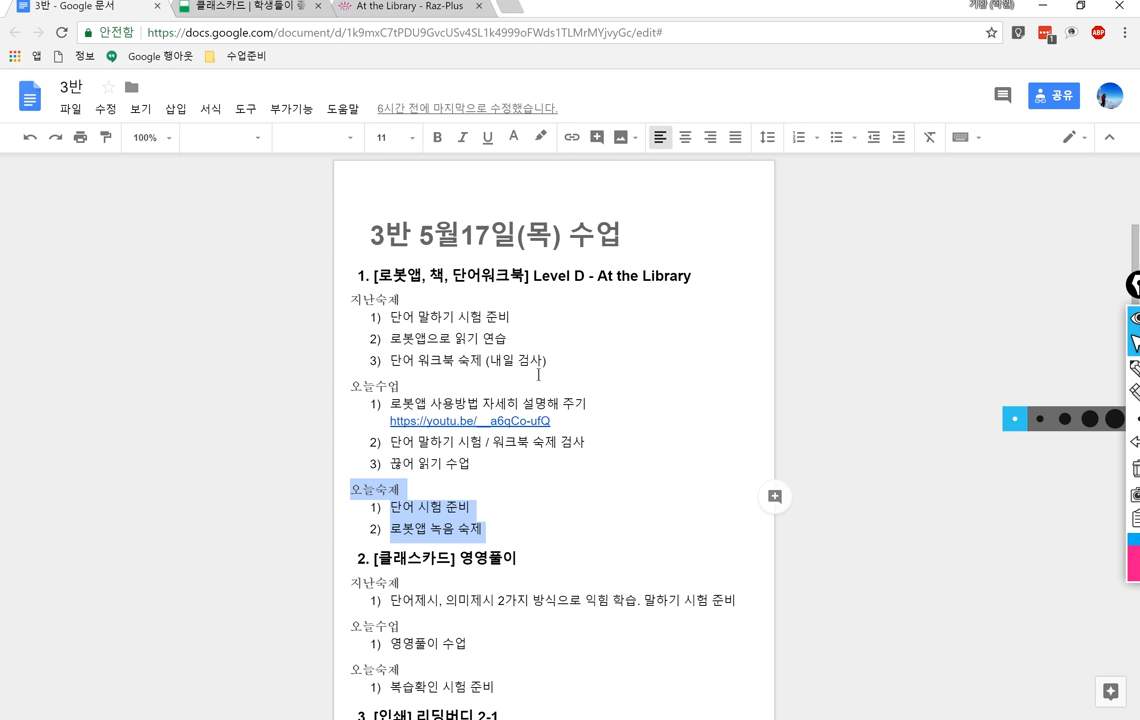 3반 - Google 문서
클래스카드 | 학생들이 좋
At the Library - Raz-Plus
안전함 https://docs.google.com/document/d/1k9mxC7tPDU9GvcUSv4SL1k4999oFWds1TLMrMYjvyGc/edit#
ABP
앱 정보 Google 행아웃 수업준비
3반
파일 수정 보기 삽입 서식 도구 부가기능 도움말 6시간 전에 마지막으로 수정했습니다.
공유
100% 11 B I U A
3반 5월17일(목) 수업
1. [로봇앱, 책, 단어워크북] Level D - At the Library
지난숙제
1) 단어 말하기 시험 준비
2) 로봇앱으로 읽기 연습
3) 단어 워크북 숙제 (내일 검사)
오늘수업
1) 로봇앱 사용방법 자세히 설명해 주기
https://youtu.be/__a6qCo-ufQ
2) 단어 말하기 시험 / 워크북 숙제 검사
3) 끊어 읽기 수업
오늘숙제
1) 단어 시험 준비
2) 로봇앱 녹음 숙제
2. [클래스카드] 영영풀이
지난숙제
1) 단어제시, 의미제시 2가지 방식으로 익힘 학습. 말하기 시험 준비
오늘수업
1) 영영풀이 수업
오늘숙제
1) 복습확인 시험 준비
3. [인쇄] 리딩버디 2-1